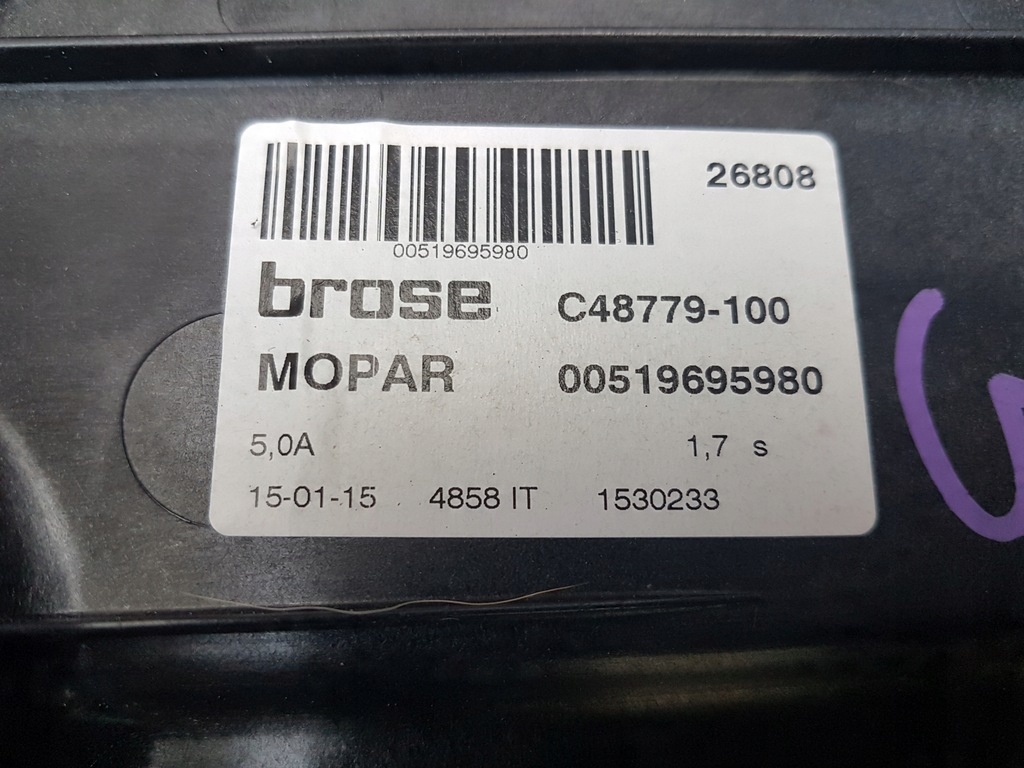 26808
00519695980
brose C48779-100
MOPAR 00519695980
5,0A 1,7 s
15-01-15 4858 IT 1530233